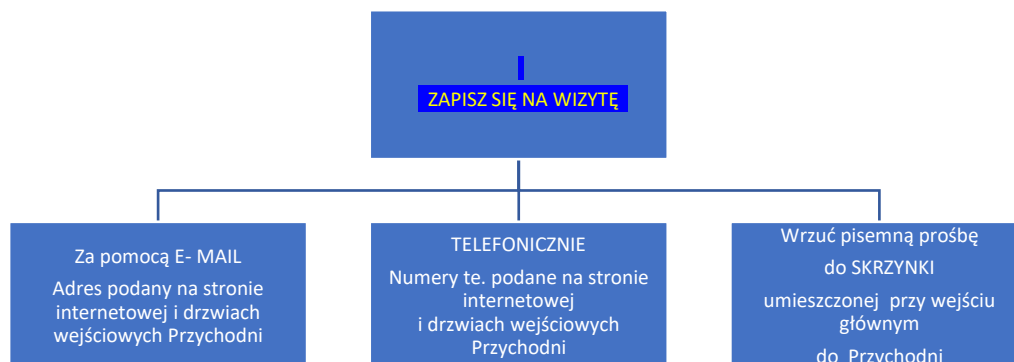 ZAPISZ SIĘ NA WIZYTĘ
Za pomocą E- MAIL
Adres podany na stronie
internetowej i drzwiach
wejściowych Przychodni
TELEFONICZNIE
Numery te. podane na stronie
internetowej
i drzwiach wejściowych
Przychodni
Wrzuć pisemną prośbę
do SKRZYNKI
umieszczonej przy wejściu
głównym
do Przychodni